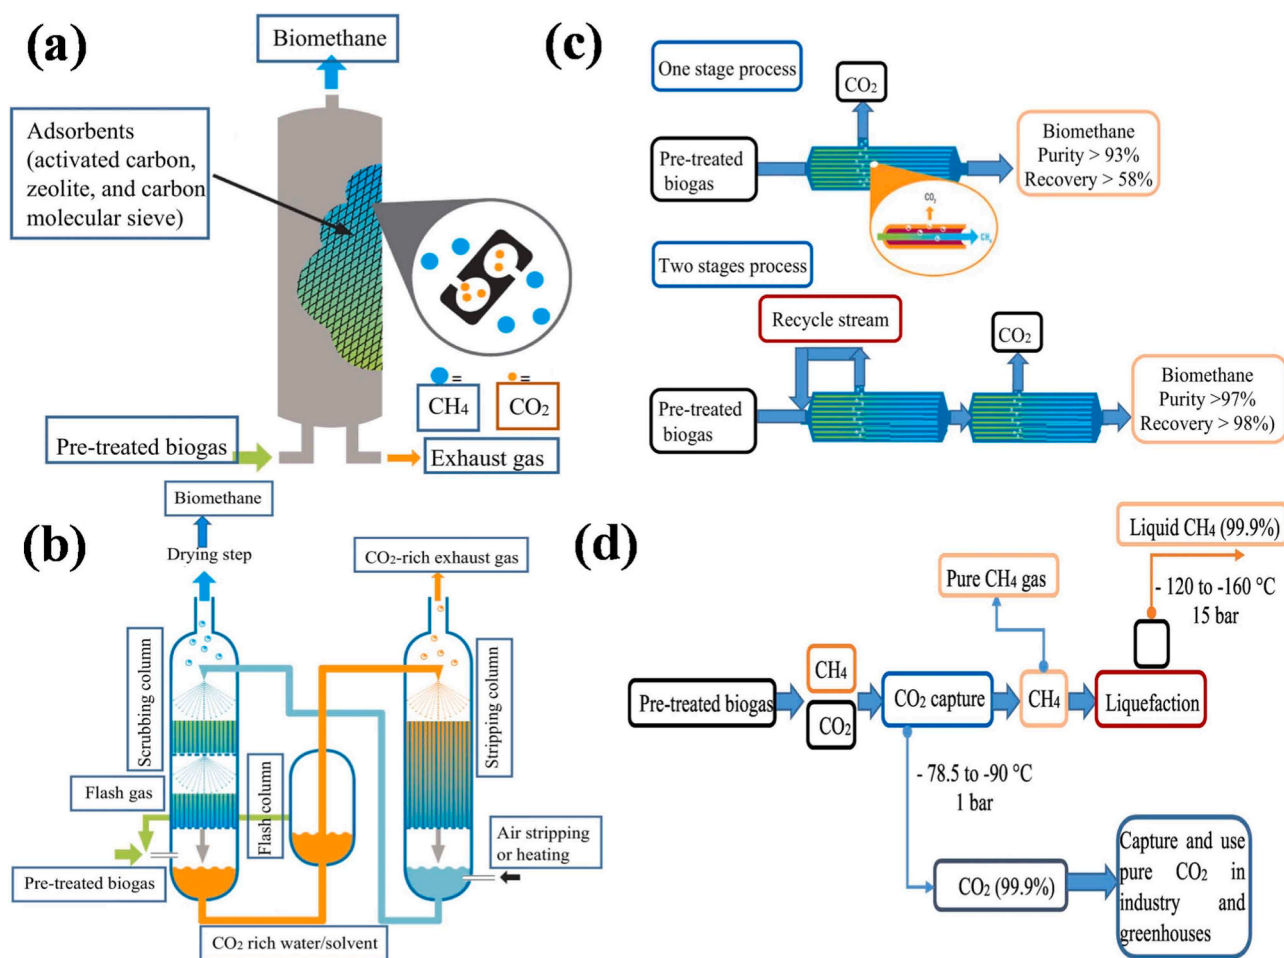 (a)
Biomethane
Adsorbents
(activated carbon,
zeolite, and carbon
molecular sieve)
=
CH₄
=
CO₂
Pre-treated biogas
Exhaust gas
(b)
Biomethane
Drying step
CO₂-rich exhaust gas
Scrubbing column
Stripping column
Flash gas
Flash column
Air stripping
or heating
Pre-treated biogas
CO₂ rich water/solvent
(c)
One stage process
CO₂
Pre-treated
biogas
Biomethane
Purity > 93%
Recovery > 58%
CO₂
CH₄
Two stages process
Recycle stream
CO₂
Pre-treated
biogas
Biomethane
Purity >97%
Recovery > 98%)
(d)
Liquid CH₄ (99.9%)
Pure CH₄ gas
- 120 to -160 °C
15 bar
Pre-treated biogas
CH₄
CO₂
CO₂ capture
CH₄
Liquefaction
- 78.5 to -90 °C
1 bar
CO₂ (99.9%)
Capture and use
pure CO₂ in
industry and
greenhouses